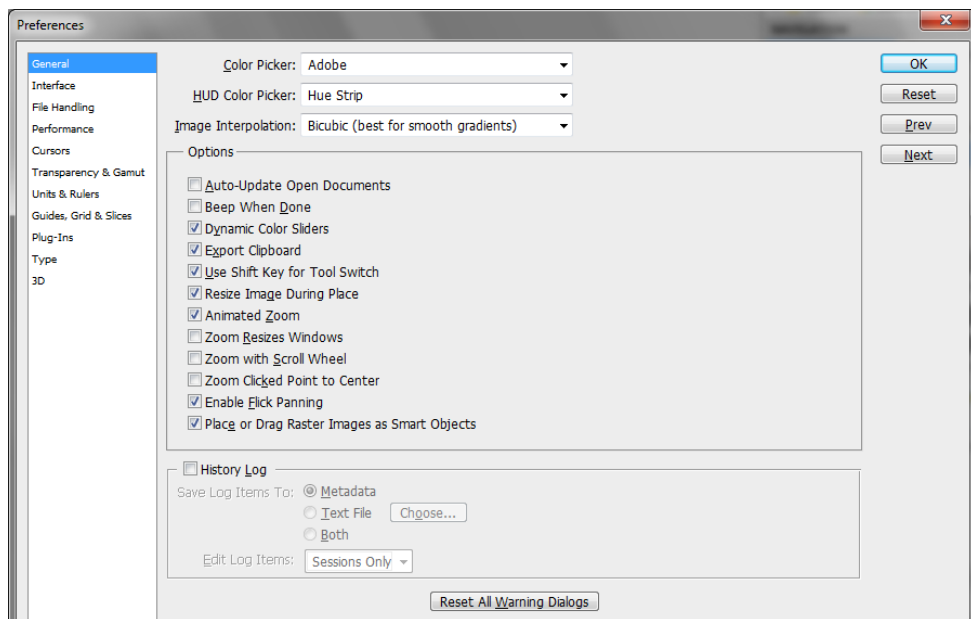 Preferences
General
Interface
File Handling
Performance
Cursors
Transparency & Gamut
Units & Rulers
Guides, Grid & Slices
Plug-Ins
Type
3D
Color Picker: Adobe
HUD Color Picker: Hue Strip
Image Interpolation: Bicubic (best for smooth gradients)
Options
Auto-Update Open Documents
Beep When Done
Dynamic Color Sliders
Export Clipboard
Use Shift Key for Tool Switch
Resize Image During Place
Animated Zoom
Zoom Resizes Windows
Zoom with Scroll Wheel
Zoom Clicked Point to Center
Enable Flick Panning
Place or Drag Raster Images as Smart Objects
History Log
Save Log Items To: Metadata
Text File Choose...
Both
Edit Log Items: Sessions Only
Reset All Warning Dialogs
OK
Reset
Prev
Next